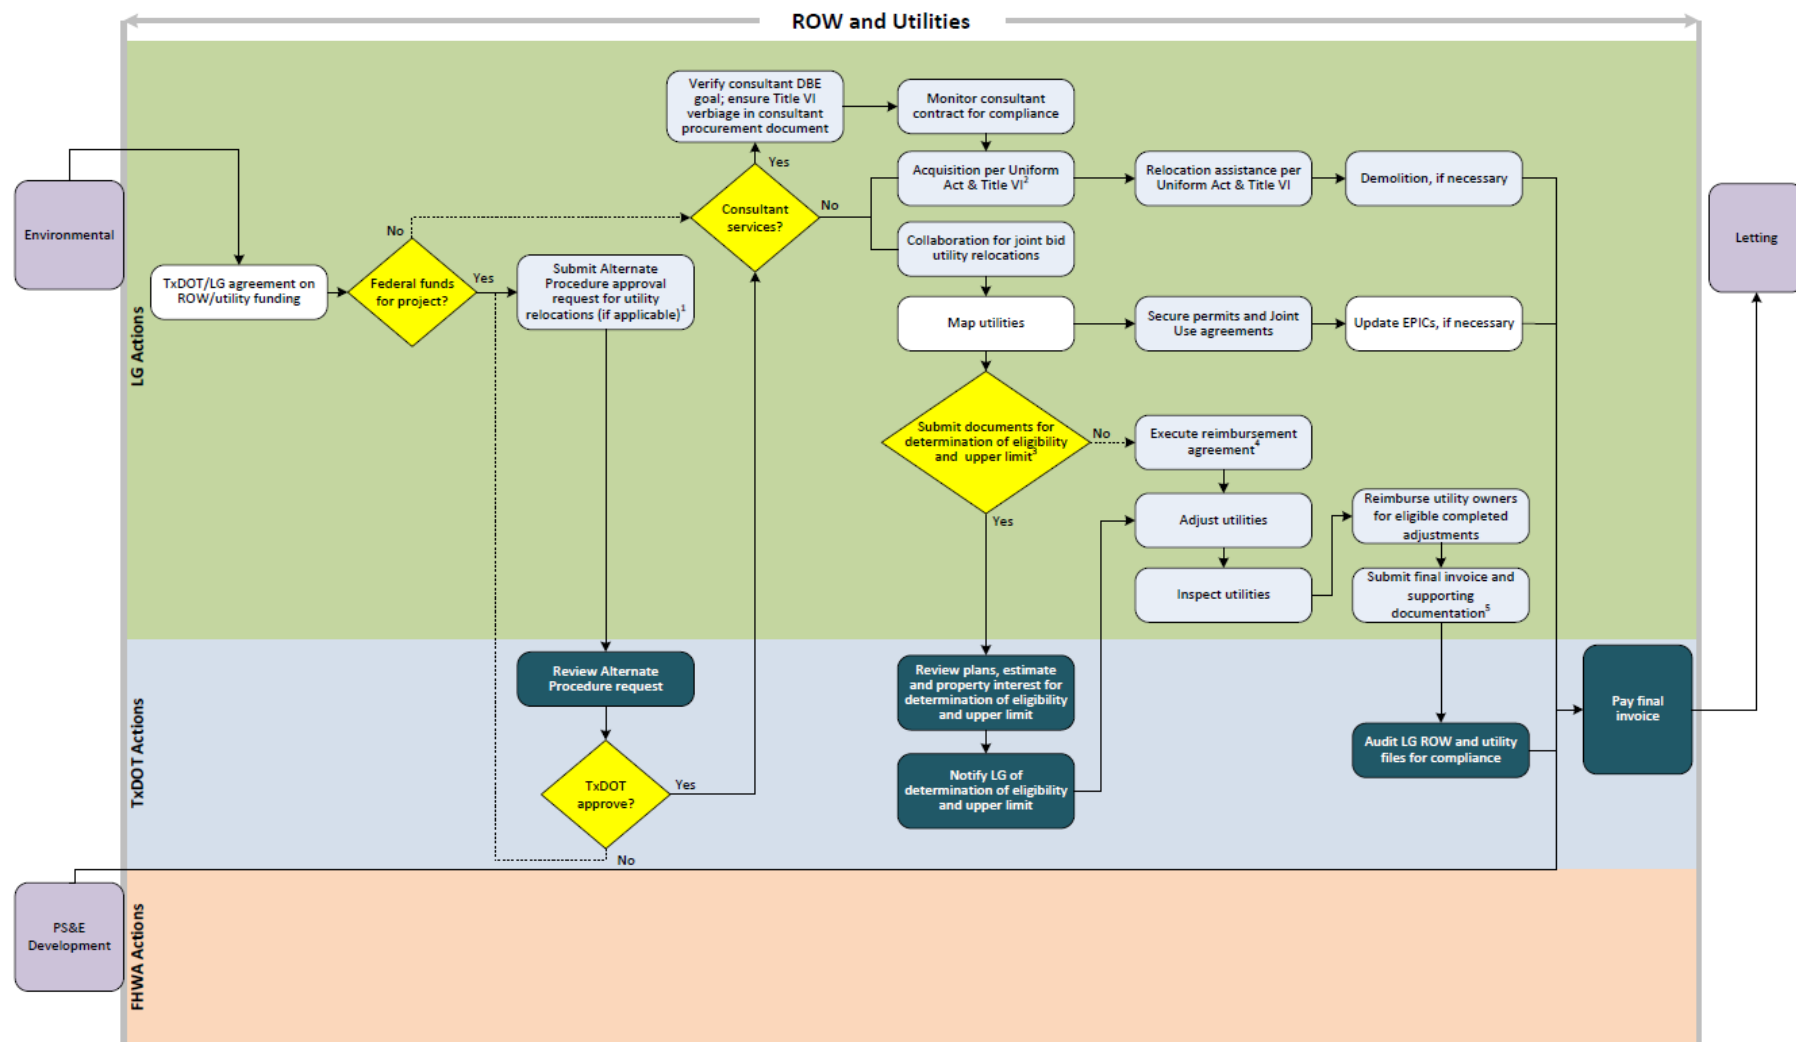 ROW and Utilities
Verify consultant DBE
goal; ensure Title VI
verbiage in consultant
procurement document
Monitor consultant
contract for compliance
Yes
Acquisition per Uniform
Act & Title VI2
Relocation assistance per
Uniform Act & Title VI
Demolition, if necessary
Environmental
Consultant
services?
No
Letting
No
Collaboration for joint bid
utility relocations
TxDOT/LG agreement on
ROW/utility funding
Federal funds
for project?
Yes
Submit Alternate
Procedure approval
request for utility
relocations (if applicable)1
Map utilities
Secure permits and Joint
Use agreements
Update EPICs, if necessary
LG Actions
Submit documents for
determination of eligibility
and upper limit3
No
Execute reimbursement
agreement4
Yes
Adjust utilities
Reimburse utility owners
for eligible completed
adjustments
Inspect utilities
Submit final invoice and
supporting
documentation5
Review Alternate
Procedure request
Review plans, estimate
and property interest for
determination of eligibility
and upper limit
Pay final
invoice
TxDOT Actions
Audit LG ROW and utility
files for compliance
TxDOT
approve?
Yes
Notify LG of
determination of eligibility
and upper limit
No
PS&E
Development
FHWA Actions